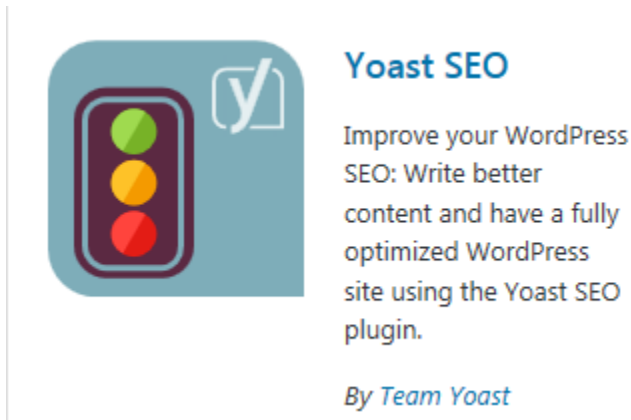 y
Yoast SEO
Improve your WordPress
SEO: Write better
content and have a fully
optimized WordPress
site using the Yoast SEO
plugin.
By Team Yoast